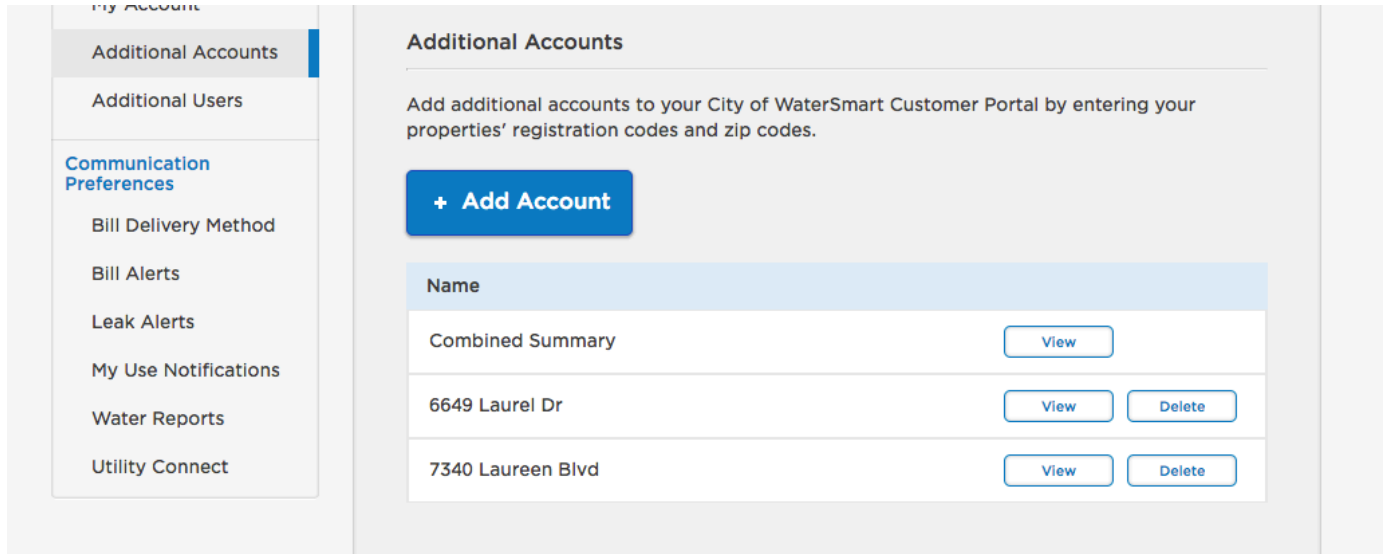 My Account
Additional Accounts
Additional Users
Communication
Preferences
Bill Delivery Method
Bill Alerts
Leak Alerts
My Use Notifications
Water Reports
Utility Connect
Additional Accounts
Add additional accounts to your City of WaterSmart Customer Portal by entering your
properties' registration codes and zip codes.
+ Add Account
Name
Combined Summary View
6649 Laurel Dr View Delete
7340 Laureen Blvd View Delete